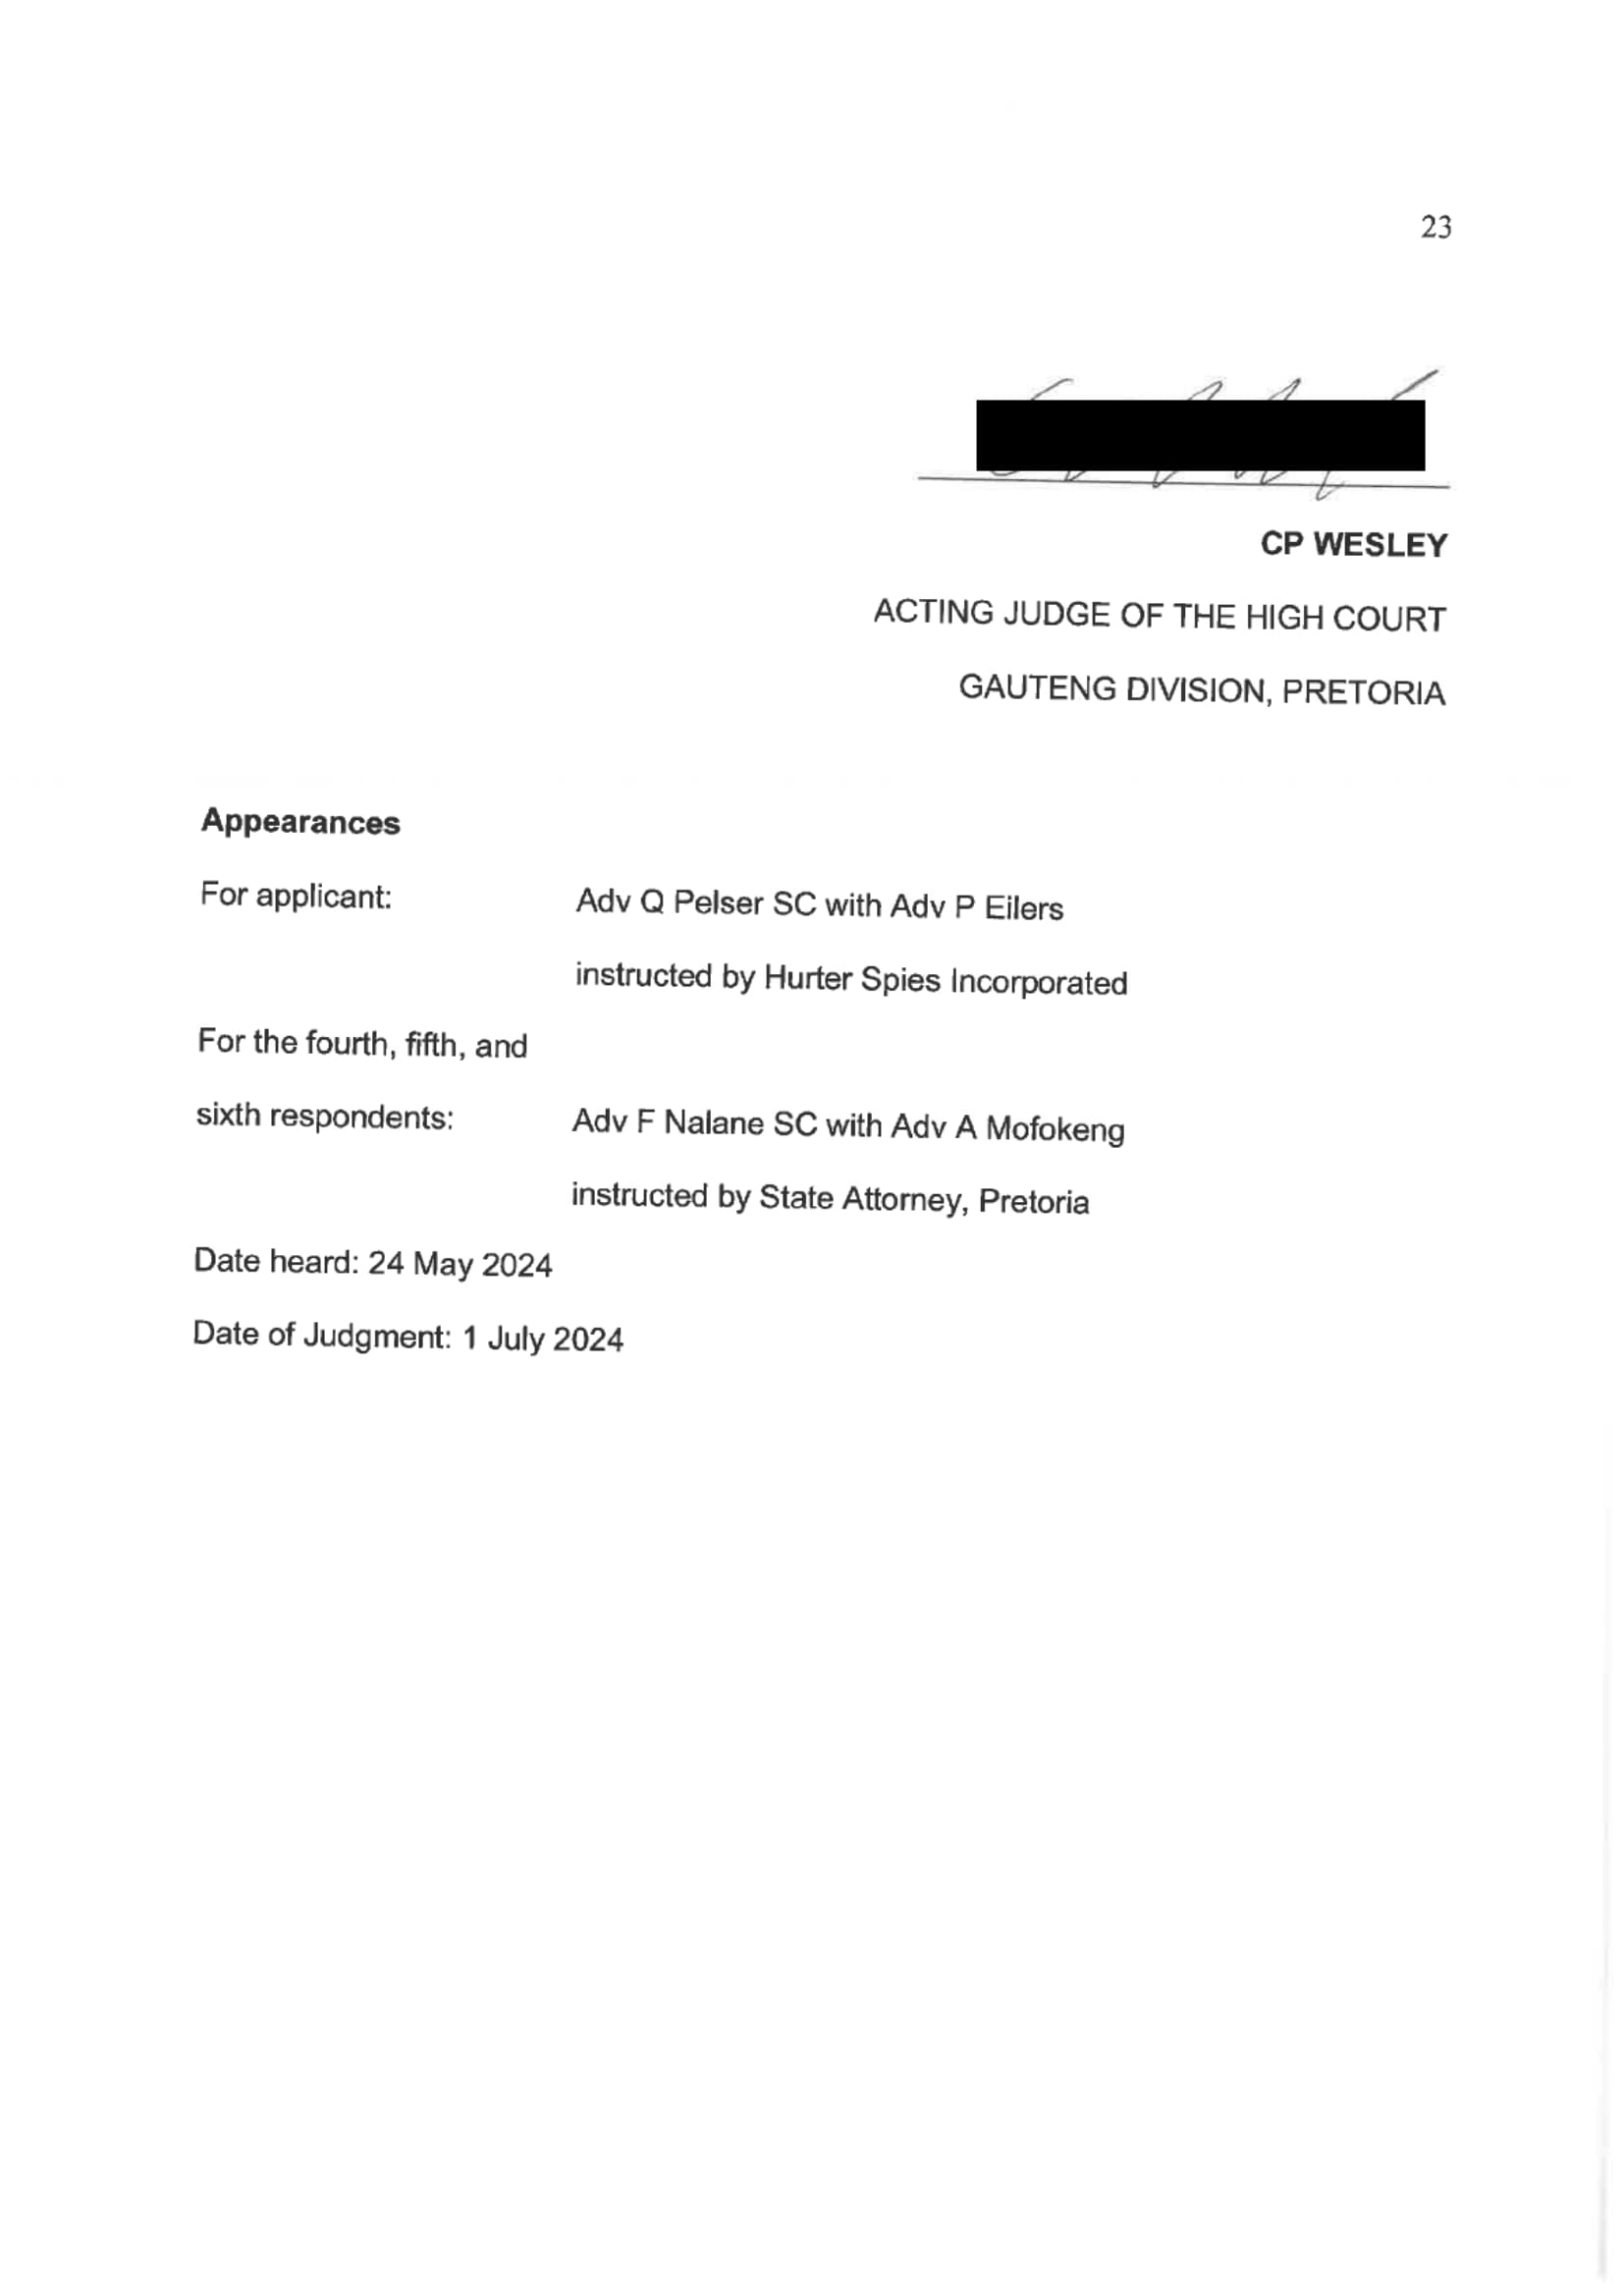 23
CP WESLEY
ACTING JUDGE OF THE HIGH COURT
GAUTENG DIVISION, PRETORIA
Appearances
For applicant: Adv Q Pelser SC with Adv P Eilers
instructed by Hurter Spies Incorporated
For the fourth, fifth, and
sixth respondents: Adv F Nalane SC with Adv A Mofokeng
instructed by State Attorney, Pretoria
Date heard: 24 May 2024
Date of Judgment: 1 July 2024